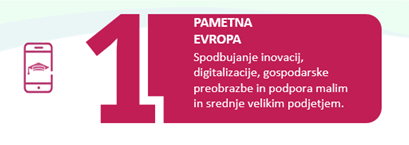 1
PAMETNA
EVROPA
Spodbujanje inovacij,
digitalizacije, gospodarske
preobrazbe in podpora malim
in srednje velikim podjetjem.